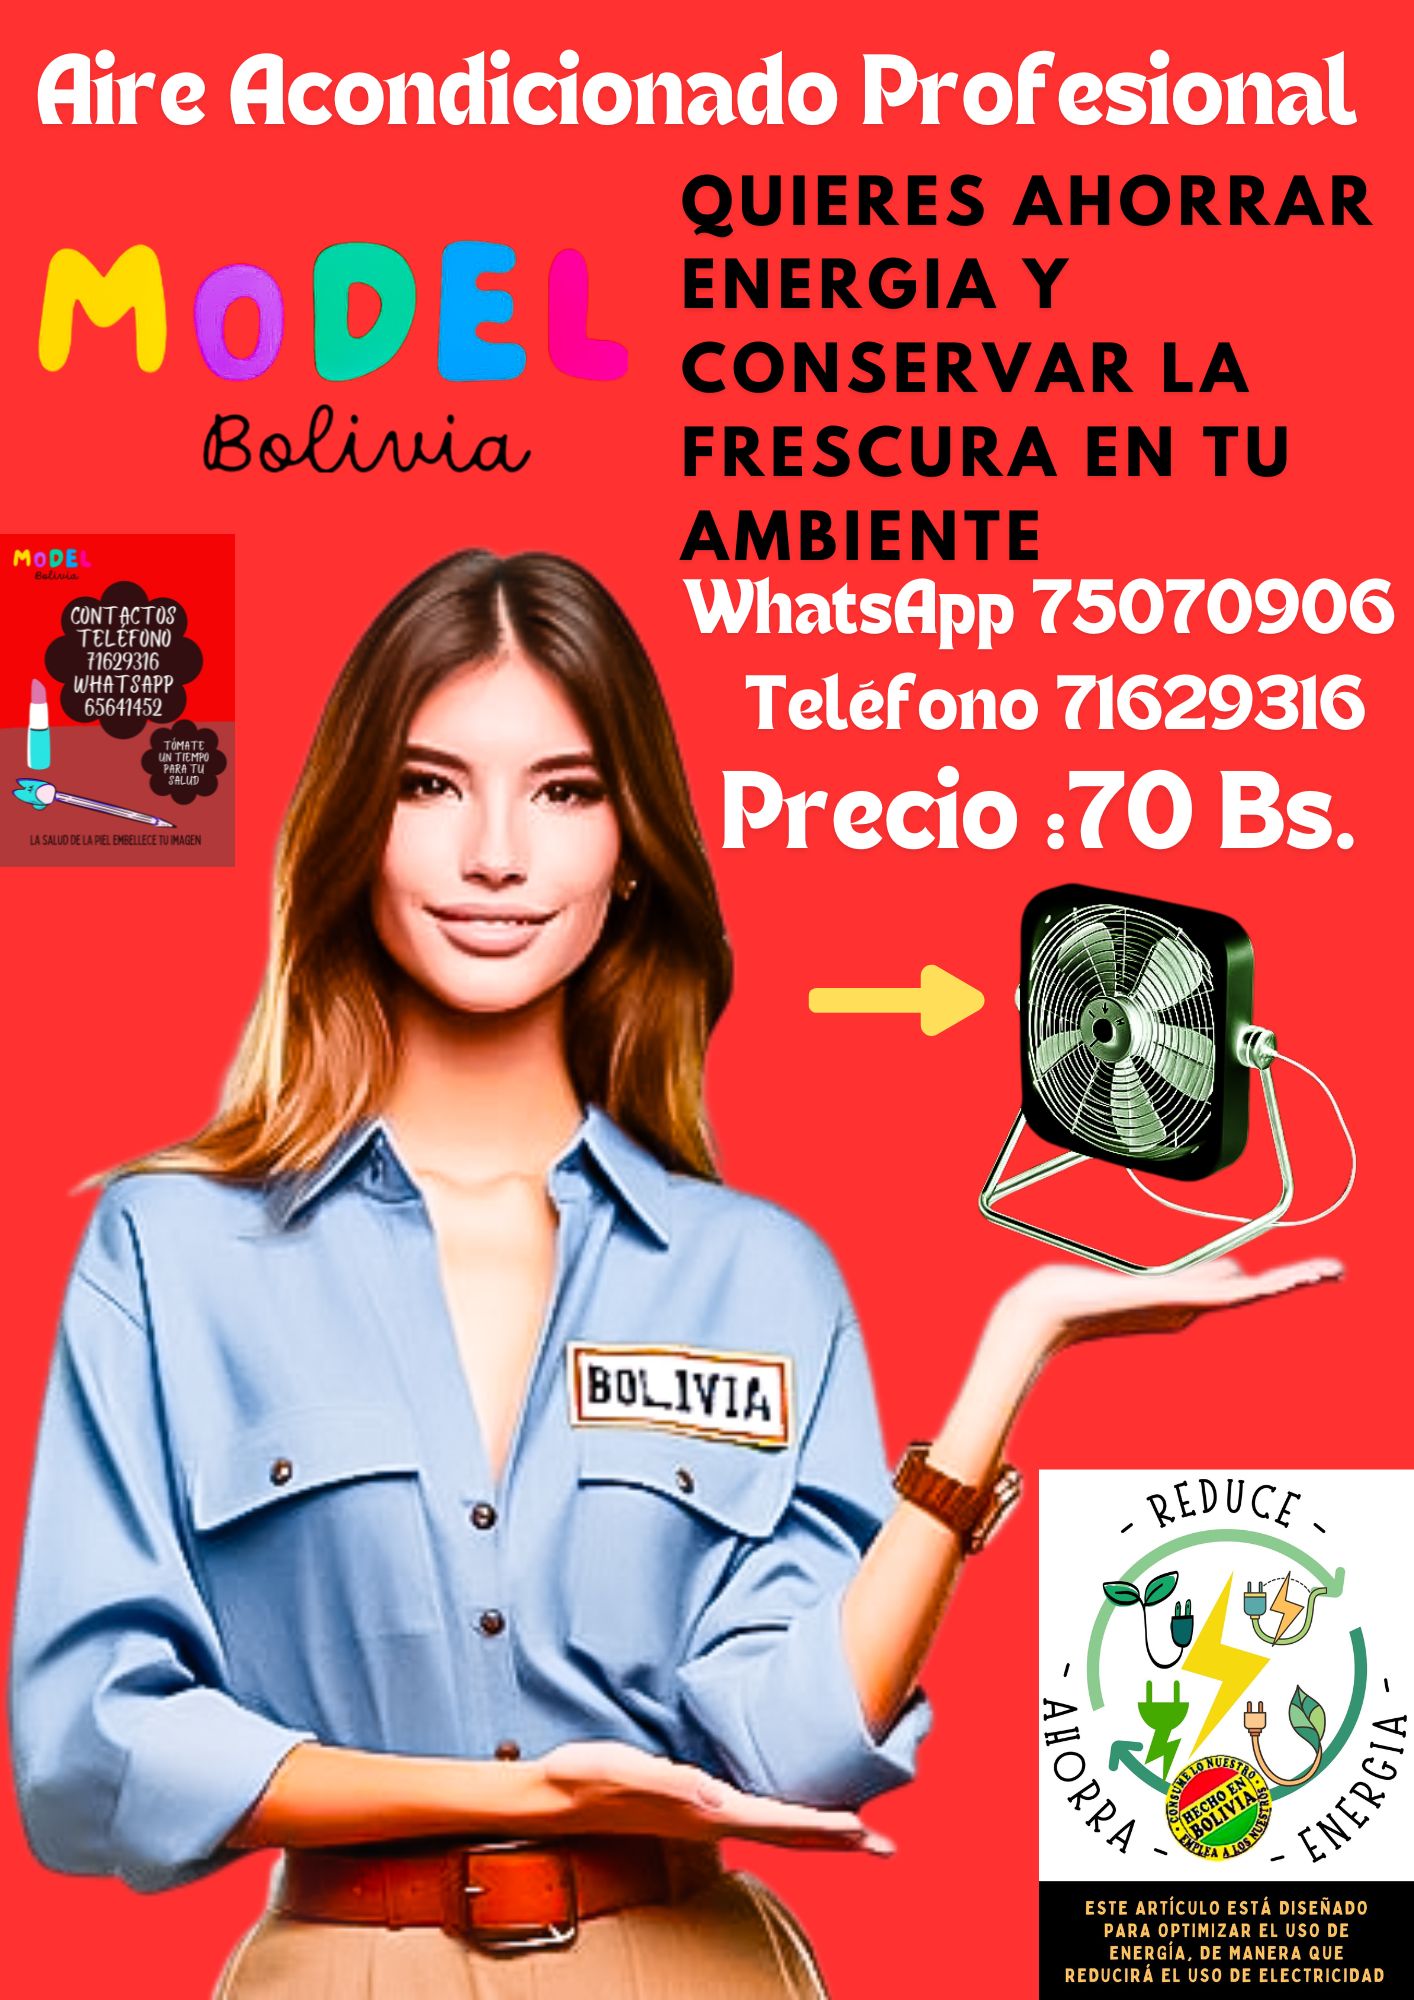 Aire Acondicionado Profesional
MODEL
Bolivia
QUIERES AHORRAR
ENERGIA Y
CONSERVAR LA
FRESCURA EN TU
AMBIENTE
WhatsApp 75070906
Teléfono 71629316
Precio :70 Bs.
MODEL
Bolivia
CONTACTOS
TELÉFONO
71629316
WHATSAPP
65641452
TÓMATE
UN TIEMPO
PARA TU
SALUD
LA SALUD DE LA PIEL EMBELLECE TU IMAGEN
BOLIVIA
- REDUCE -
- AHORRA -
- ENERGIA -
CONSUME LO NUESTRO
HECHO EN
BOLIVIA
EMPLEA A LOS NUESTROS
ESTE ARTÍCULO ESTÁ DISEÑADO
PARA OPTIMIZAR EL USO DE
ENERGÍA, DE MANERA QUE
REDUCIRÁ EL USO DE ELECTRICIDAD